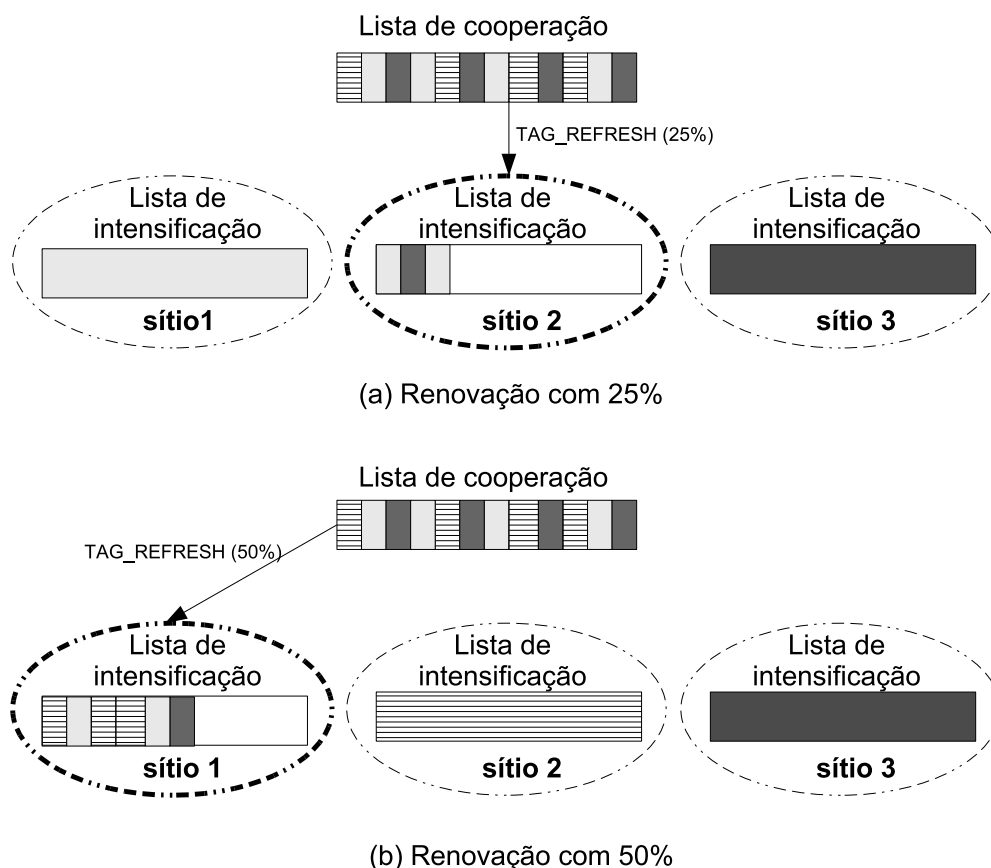 Lista de cooperação
TAG_REFRESH (25%)
Lista de
intensificação
sítio1
Lista de
intensificação
sítio 2
Lista de
intensificação
sítio 3
(a) Renovação com 25%
Lista de cooperação
TAG_REFRESH (50%)
Lista de
intensificação
sítio 1
Lista de
intensificação
sítio 2
Lista de
intensificação
sítio 3
(b) Renovação com 50%